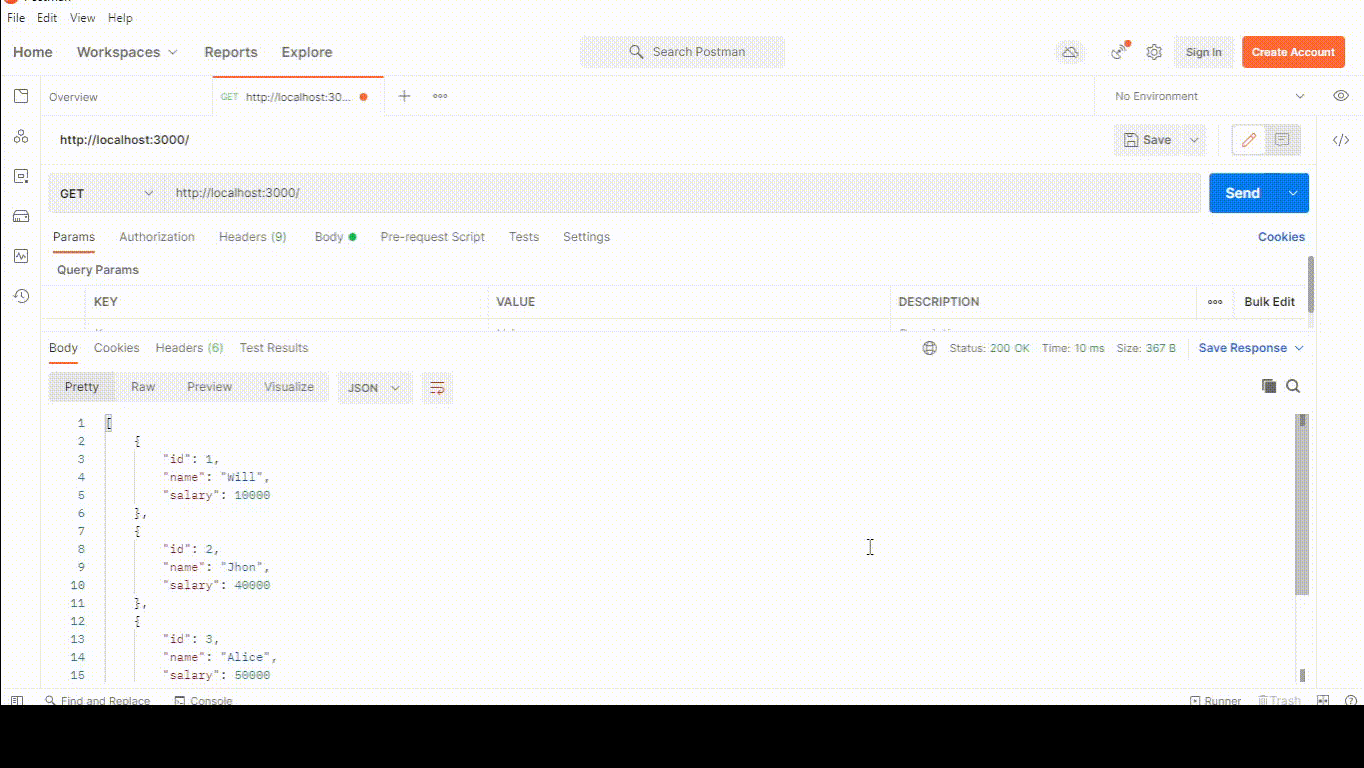 File Edit View Help
Home Workspaces Reports Explore Search Postman Sign In Create Account
Overview GET http://localhost:30... No Environment
http://localhost:3000/ Save
GET http://localhost:3000/ Send
Params Authorization Headers (9) Body Pre-request Script Tests Settings Cookies
Query Params
KEY VALUE DESCRIPTION Bulk Edit
Body Cookies Headers (6) Test Results Status: 200 OK Time: 10 ms Size: 367 B Save Response
Pretty Raw Preview Visualize JSON
1 [
2 {
3 "id": 1,
4 "name": "Will",
5 "salary": 10000
6 },
7 {
8 "id": 2,
9 "name": "Jhon",
10 "salary": 40000
11 },
12 {
13 "id": 3,
14 "name": "Alice",
15 "salary": 50000
Find and Replace Console Runner Trash